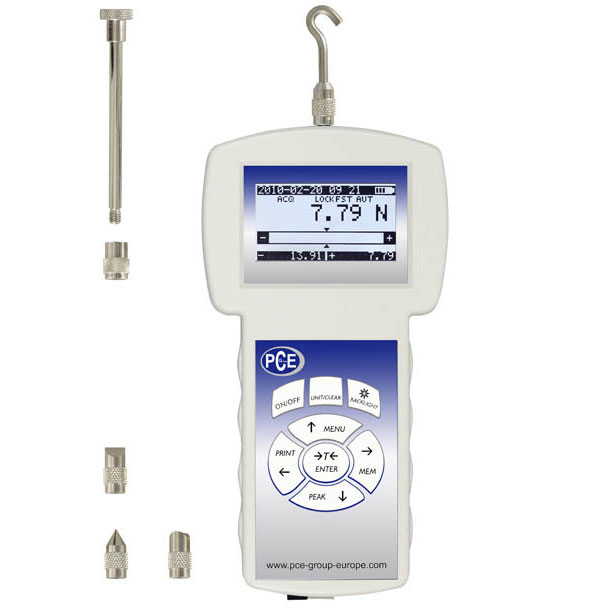 2010-02-20 09 21
ACQ LOCK FST AUT
7.79 N
- +
- 13.91 + 7.79
PCE
ON/OFF UNIT/CLEAR BACKLIGHT
↑ MENU
PRINT ← →T← ENTER → MEM
PEAK ↓
www.pce-group-europe.com